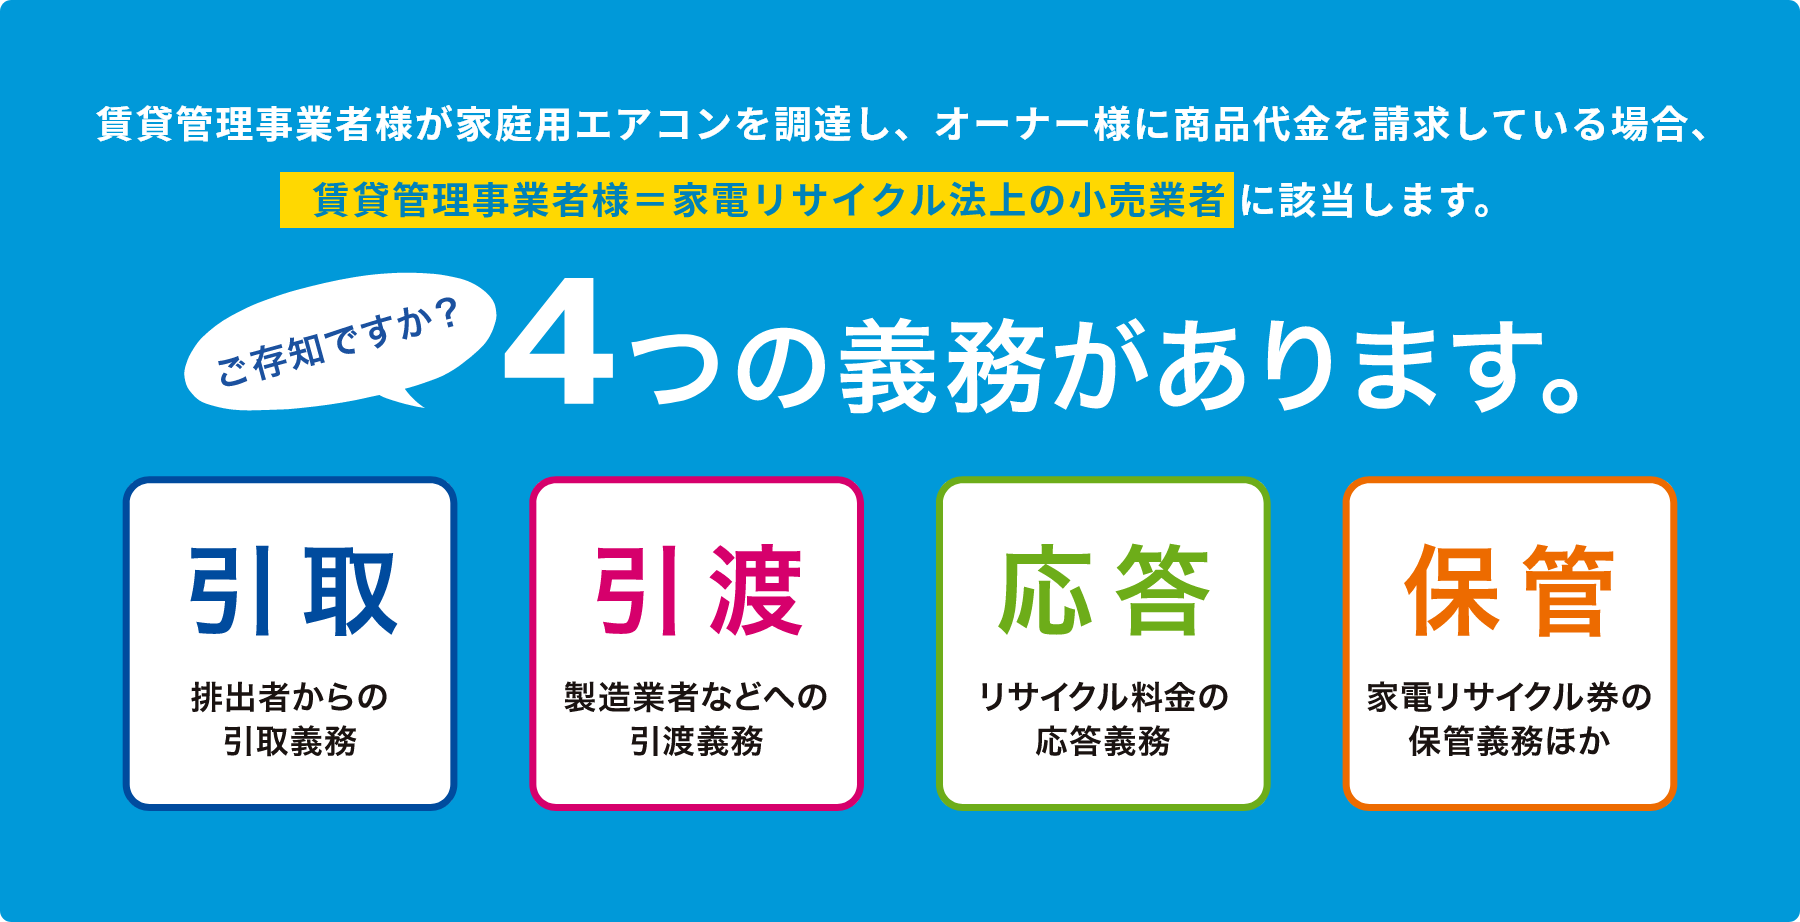 賃貸管理事業者様が家庭用エアコンを調達し、オーナー様に商品代金を請求している場合、
賃貸管理事業者様＝家電リサイクル法上の小売業者に該当します。
ご存知ですか？
4つの義務があります。
引取
排出者からの
引取義務
引渡
製造業者などへの
引渡義務
応答
リサイクル料金の
応答義務
保管
家電リサイクル券の
保管義務ほか